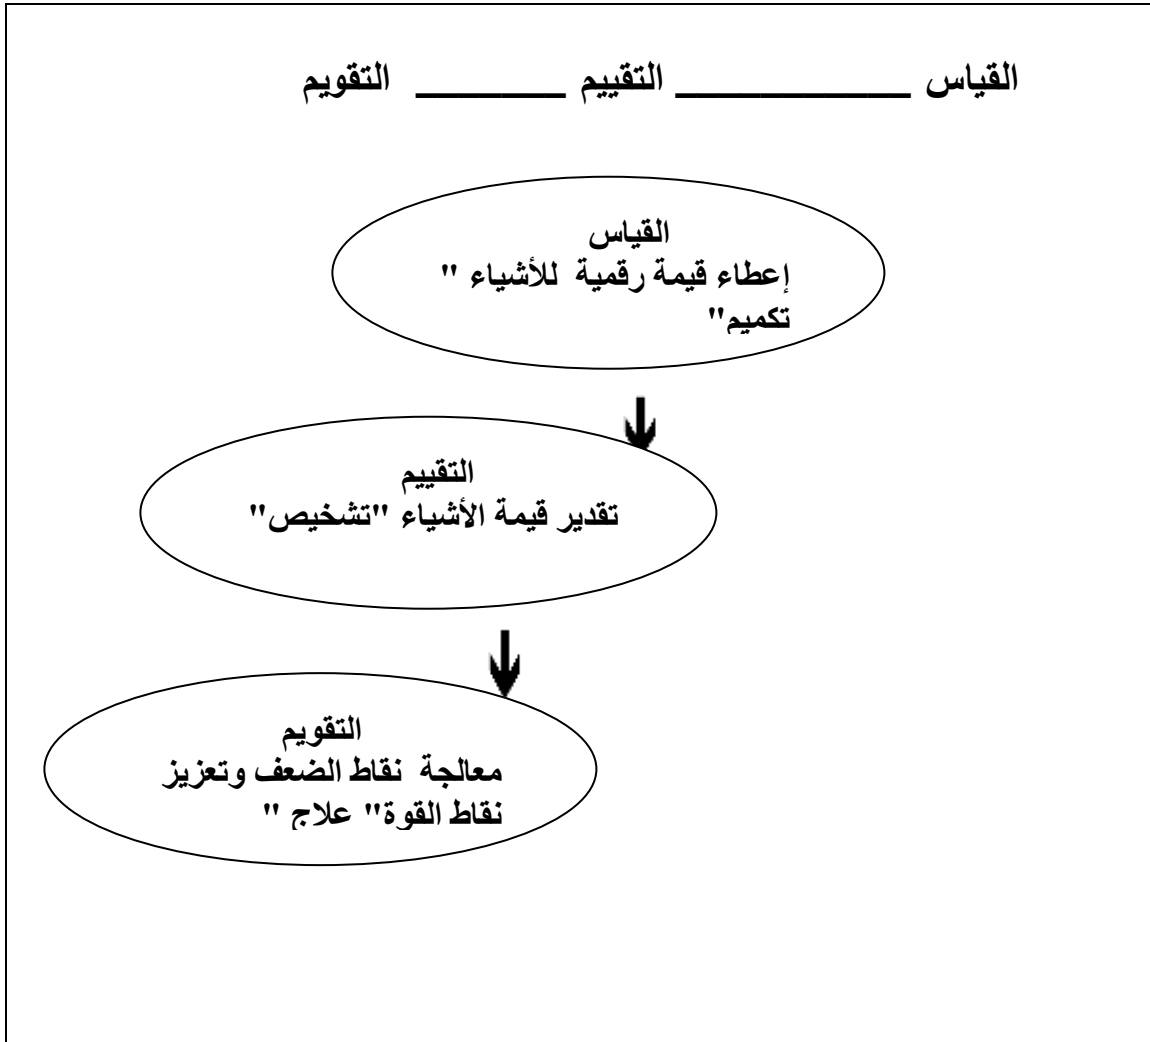 القياس ـــــــــــــــــ التقييم ــــــــــ التقويم
القياس
إعطاء قيمة رقمية للأشياء "
تكميم"
التقييم
تقدير قيمة الأشياء "تشخيص"
التقويم
معالجة نقاط الضعف وتعزيز
نقاط القوة" علاج "